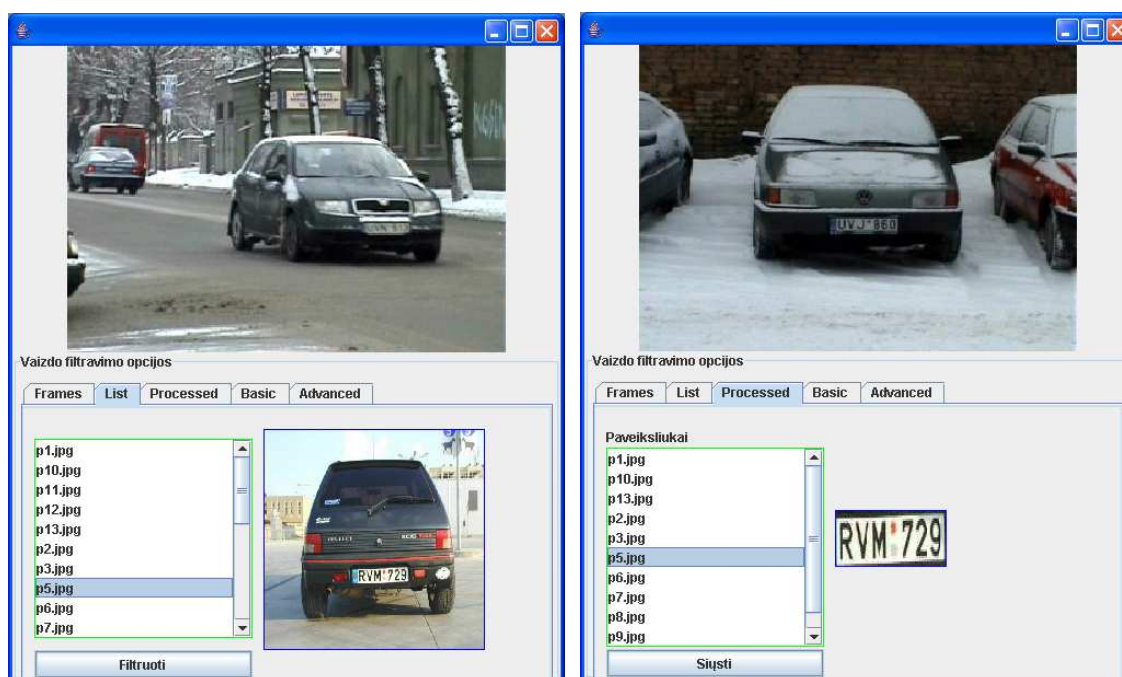 UVJ 860
Vaizdo filtravimo opcijos
Frames List Processed Basic Advanced
p1.jpg
p10.jpg
p11.jpg
p12.jpg
p13.jpg
p2.jpg
p3.jpg
p5.jpg
p6.jpg
p7.jpg
RVM 729
Filtruoti
Vaizdo filtravimo opcijos
Frames List Processed Basic Advanced
Paveiksliukai
p1.jpg
p10.jpg
p13.jpg
p2.jpg
p3.jpg
p5.jpg
p6.jpg
p7.jpg
p8.jpg
p9.jpg
RVM 729
Siųsti